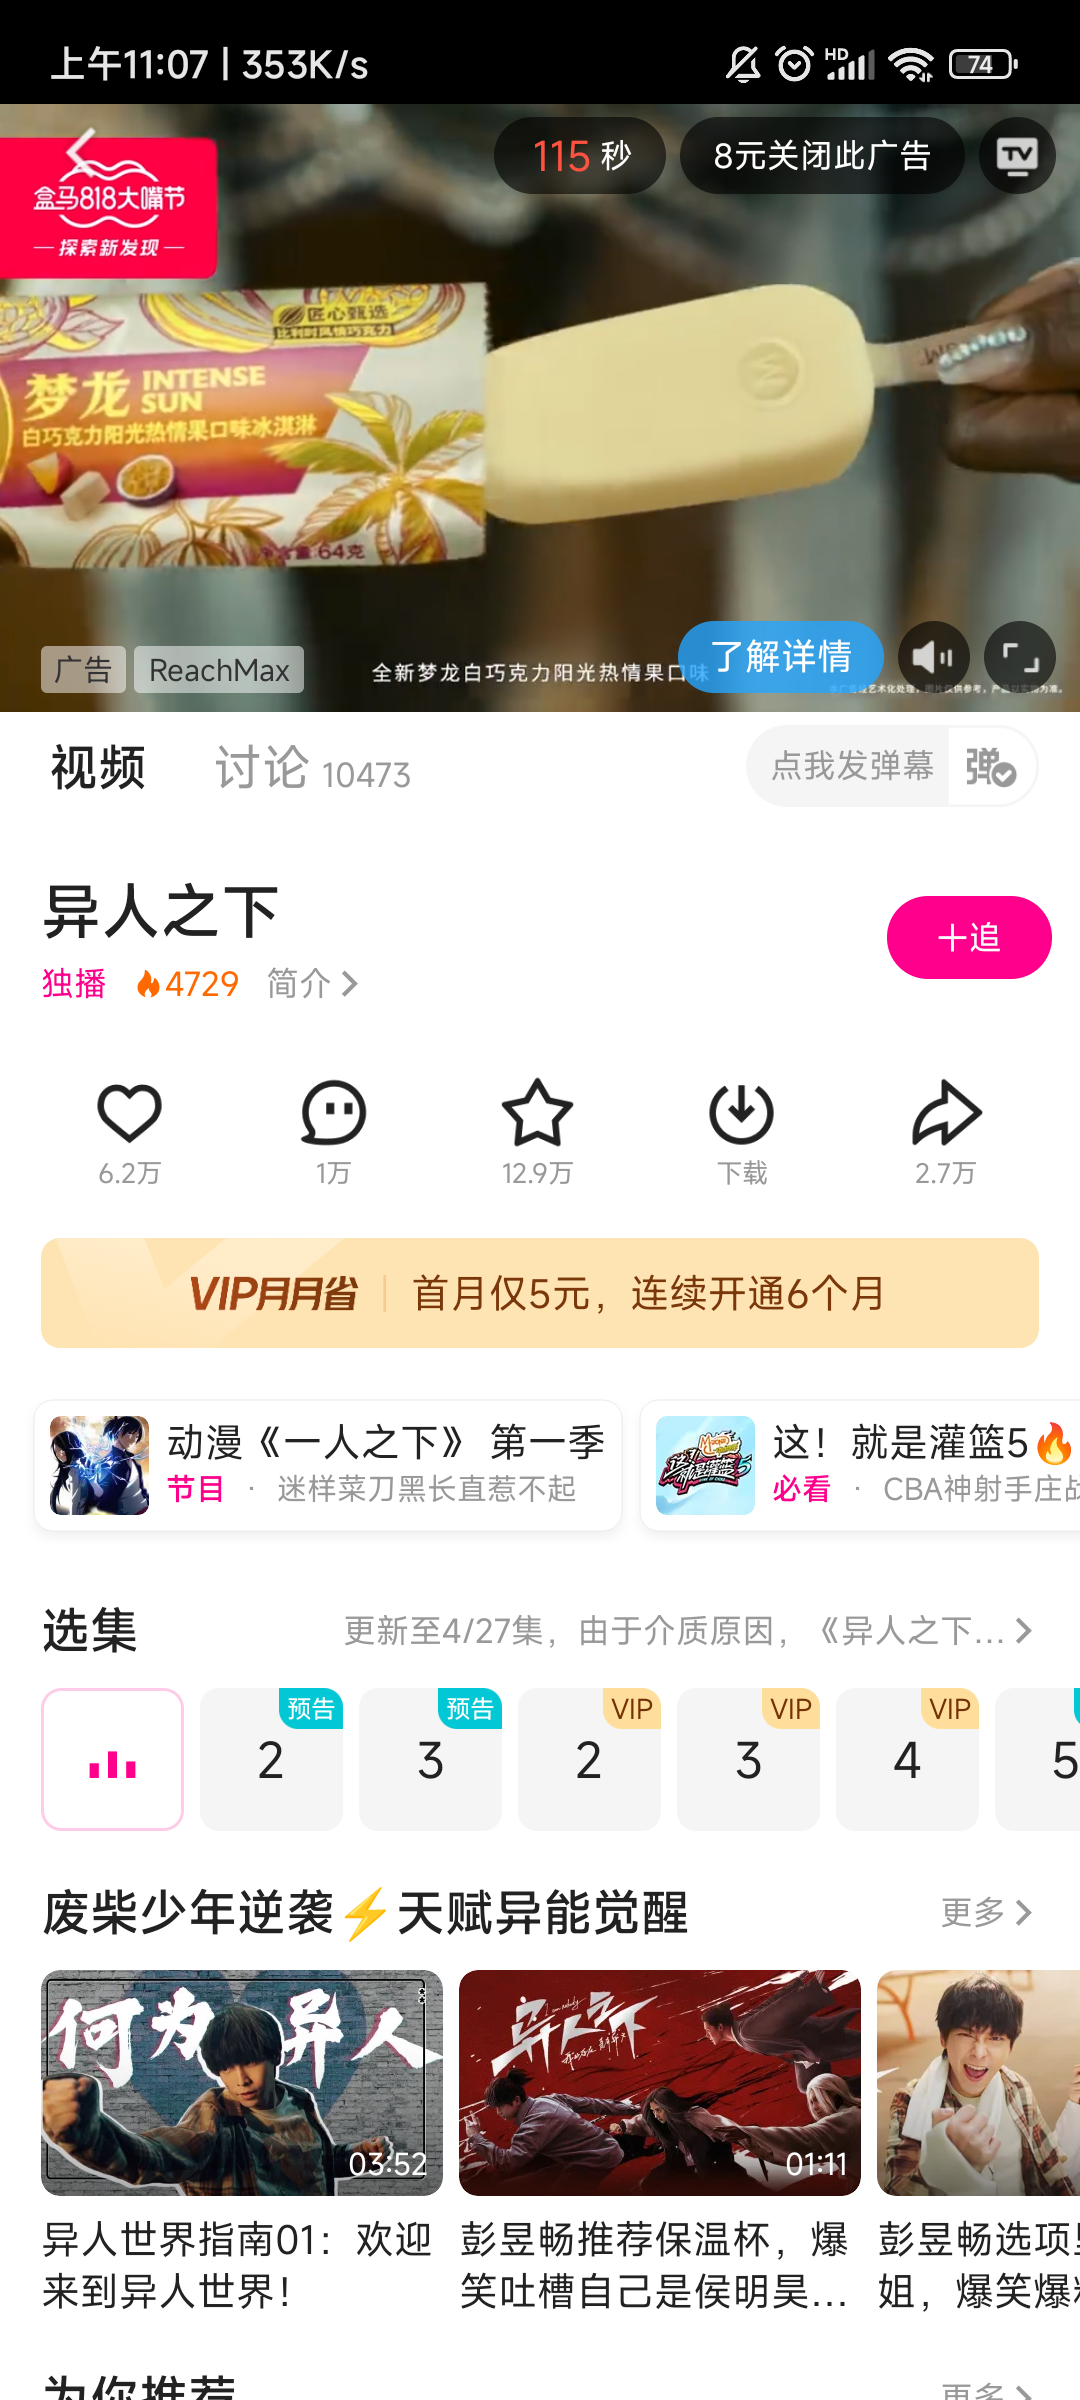 上午11:07 | 353K/s
HD
74
盒马818大嘴节
探索新发现
115 秒
8元关闭此广告
TV
匠心甄选
比利时风情巧克力
梦龙 INTENSE SUN
白巧克力阳光热情果口味冰淇淋
净含量:64克
广告
ReachMax
全新梦龙白巧克力阳光热情果口味
了解详情
视频
讨论 10473
点我发弹幕
弹
异人之下
+追
独播
4729
简介
6.2万
1万
12.9万
下载
2.7万
VIP月月省
首月仅5元，连续开通6个月
动漫《一人之下》 第一季
节目 · 迷样菜刀黑长直惹不起
这！就是灌篮5🔥
必看 · CBA神射手庄
选集
更新至4/27集，由于介质原因，《异人之下...
预告
2
预告
3
VIP
2
VIP
3
VIP
4
5
废柴少年逆袭⚡天赋异能觉醒
更多
何为异人
03:52
异人之下
01:11
异人世界指南01：欢迎
来到异人世界！
彭昱畅推荐保温杯，爆
笑吐槽自己是侯明昊...
彭昱畅选项
姐，爆笑爆
为你推荐
更多